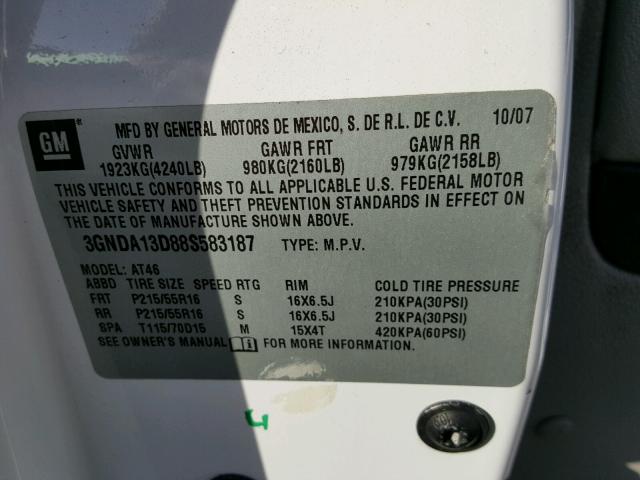 GM
MFD BY GENERAL MOTORS DE MEXICO, S. DE R.L. DE C.V. 10/07
GVWR GAWR FRT GAWR RR
1923KG(4240LB) 980KG(2160LB) 979KG(2158LB)
THIS VEHICLE CONFORMS TO ALL APPLICABLE U.S. FEDERAL MOTOR
VEHICLE SAFETY AND THEFT PREVENTION STANDARDS IN EFFECT ON
THE DATE OF MANUFACTURE SHOWN ABOVE.
3GNDA13D88S583187 TYPE: M.P.V.
MODEL: AT46
ABBD TIRE SIZE SPEED RTG RIM COLD TIRE PRESSURE
FRT P215/55R16 S 16X6.5J 210KPA(30PSI)
RR P215/55R16 S 16X6.5J 210KPA(30PSI)
SPA T115/70D15 M 15X4T 420KPA(60PSI)
SEE OWNER'S MANUAL FOR MORE INFORMATION.
4